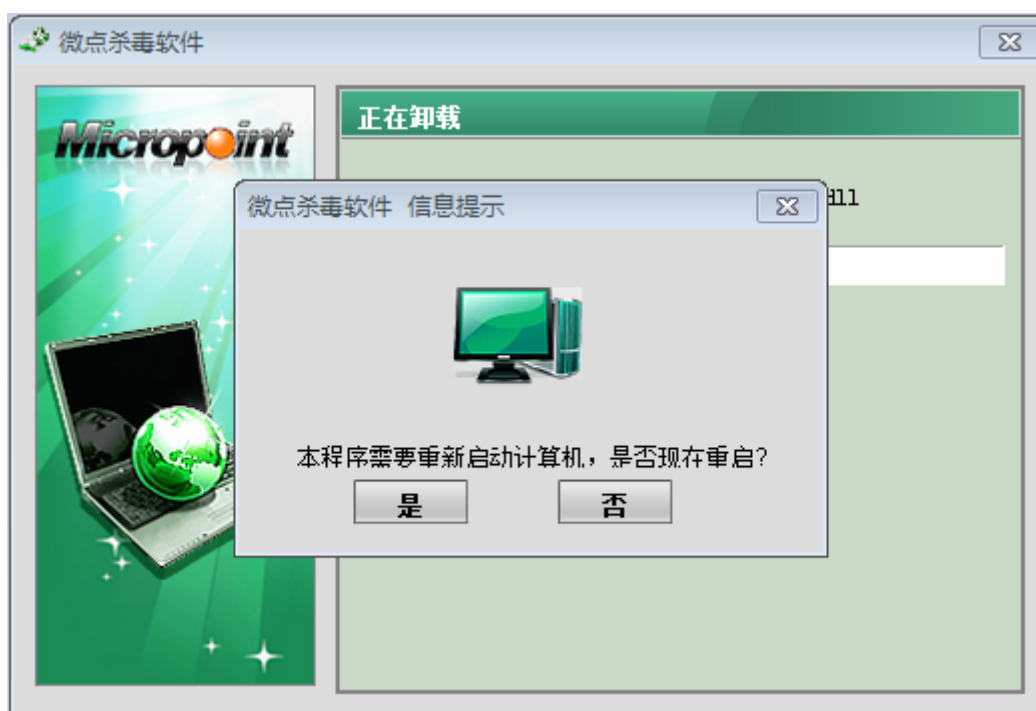 微点杀毒软件
Micropoint
正在卸载
微点杀毒软件 信息提示
本程序需要重新启动计算机，是否现在重启?
是
否